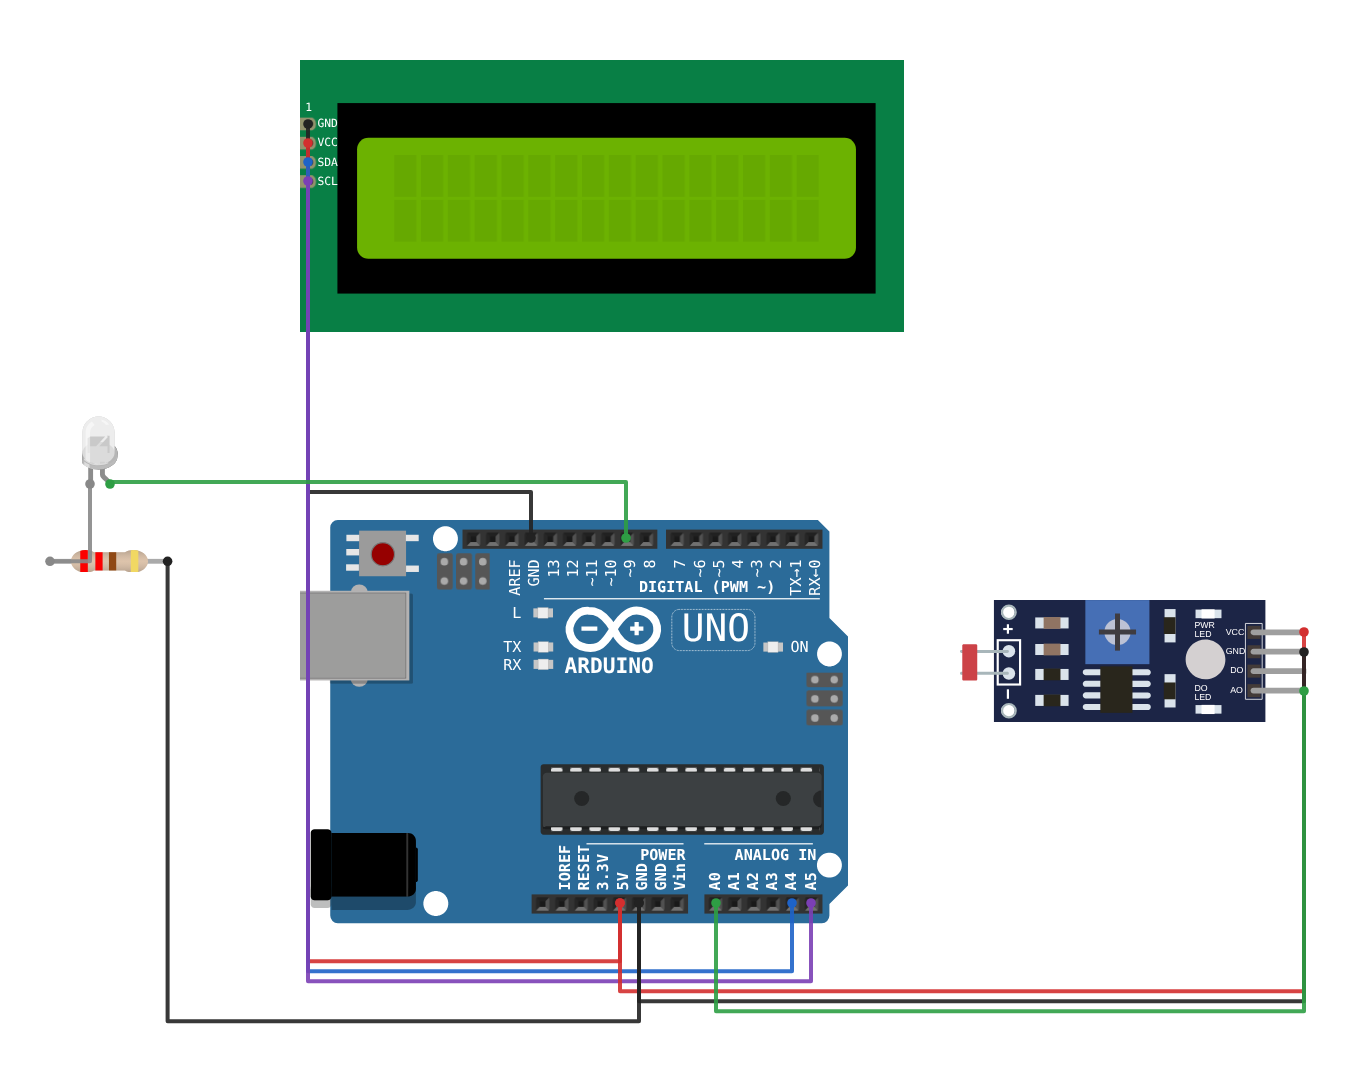 1
GND
VCC
SDA
SCL
AREF
GND
13
12
~11
~10
~9
8
7
~6
~5
4
~3
2
TX→1
RX←0
DIGITAL (PWM ~)
L
TX
RX
ARDUINO
UNO
ON
IOREF
RESET
3.3V
5V
GND
GND
Vin
POWER
ANALOG IN
A0
A1
A2
A3
A4
A5
+
−
PWR
LED
DO
LED
VCC
GND
DO
AO